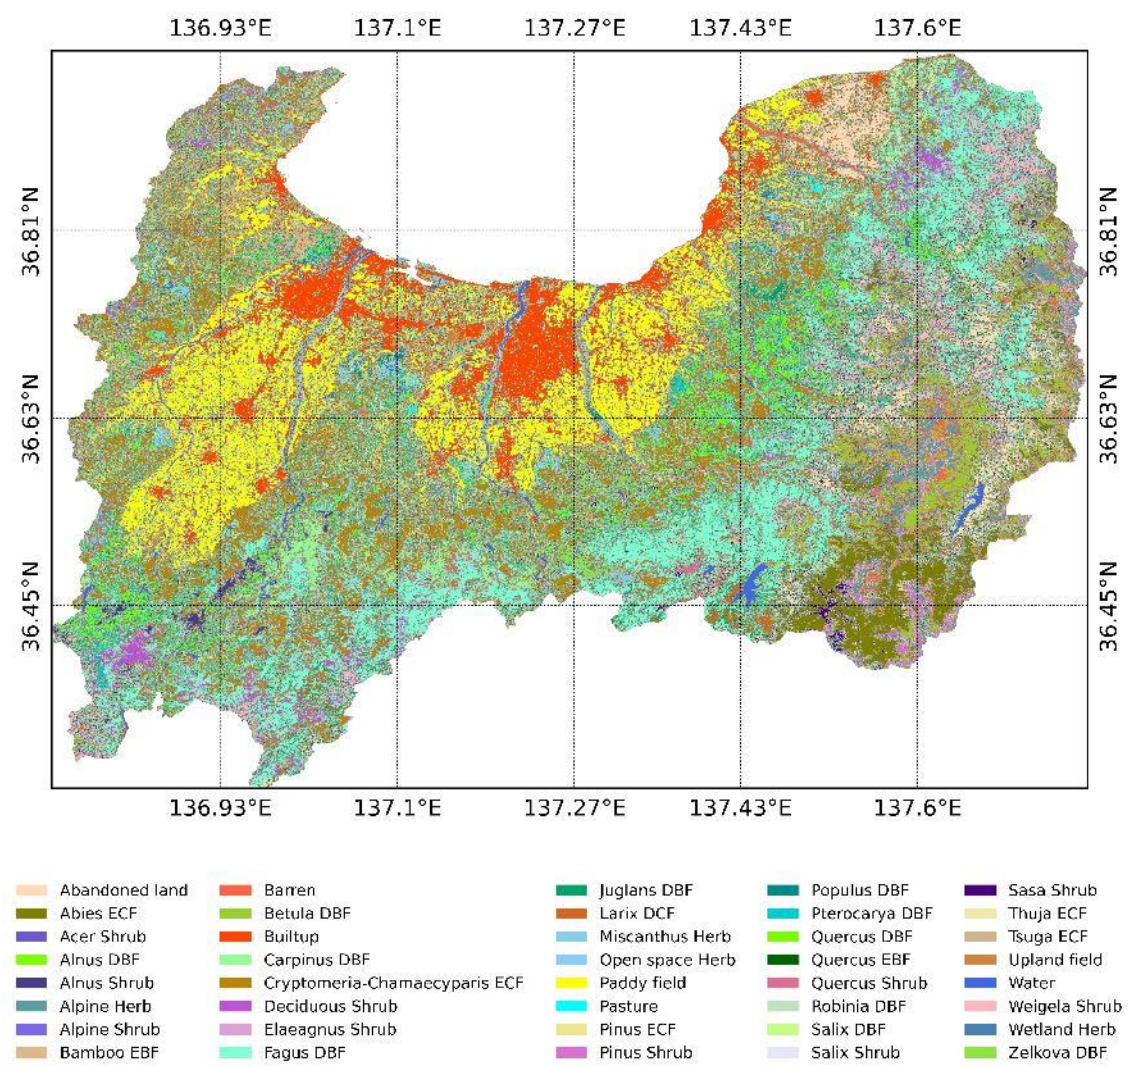 136.93°E 137.1°E 137.27°E 137.43°E 137.6°E
36.81°N 36.81°N
36.63°N 36.63°N
36.45°N 36.45°N
136.93°E 137.1°E 137.27°E 137.43°E 137.6°E
Abandoned land Barren Juglans DBF Populus DBF Sasa Shrub
Abies ECF Betula DBF Larix DCF Pterocarya DBF Thuja ECF
Acer Shrub Builtup Miscanthus Herb Quercus DBF Tsuga ECF
Alnus DBF Carpinus DBF Open space Herb Quercus EBF Upland field
Alnus Shrub Cryptomeria-Chamaecyparis ECF Paddy field Quercus Shrub Water
Alpine Herb Deciduous Shrub Pasture Robinia DBF Weigela Shrub
Alpine Shrub Elaeagnus Shrub Pinus ECF Salix DBF Wetland Herb
Bamboo EBF Fagus DBF Pinus Shrub Salix Shrub Zelkova DBF